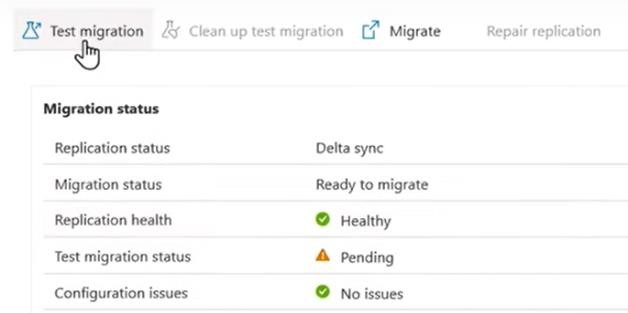 Test migration Clean up test migration Migrate Repair replication
Migration status
Replication status Delta sync
Migration status Ready to migrate
Replication health Healthy
Test migration status Pending
Configuration issues No issues